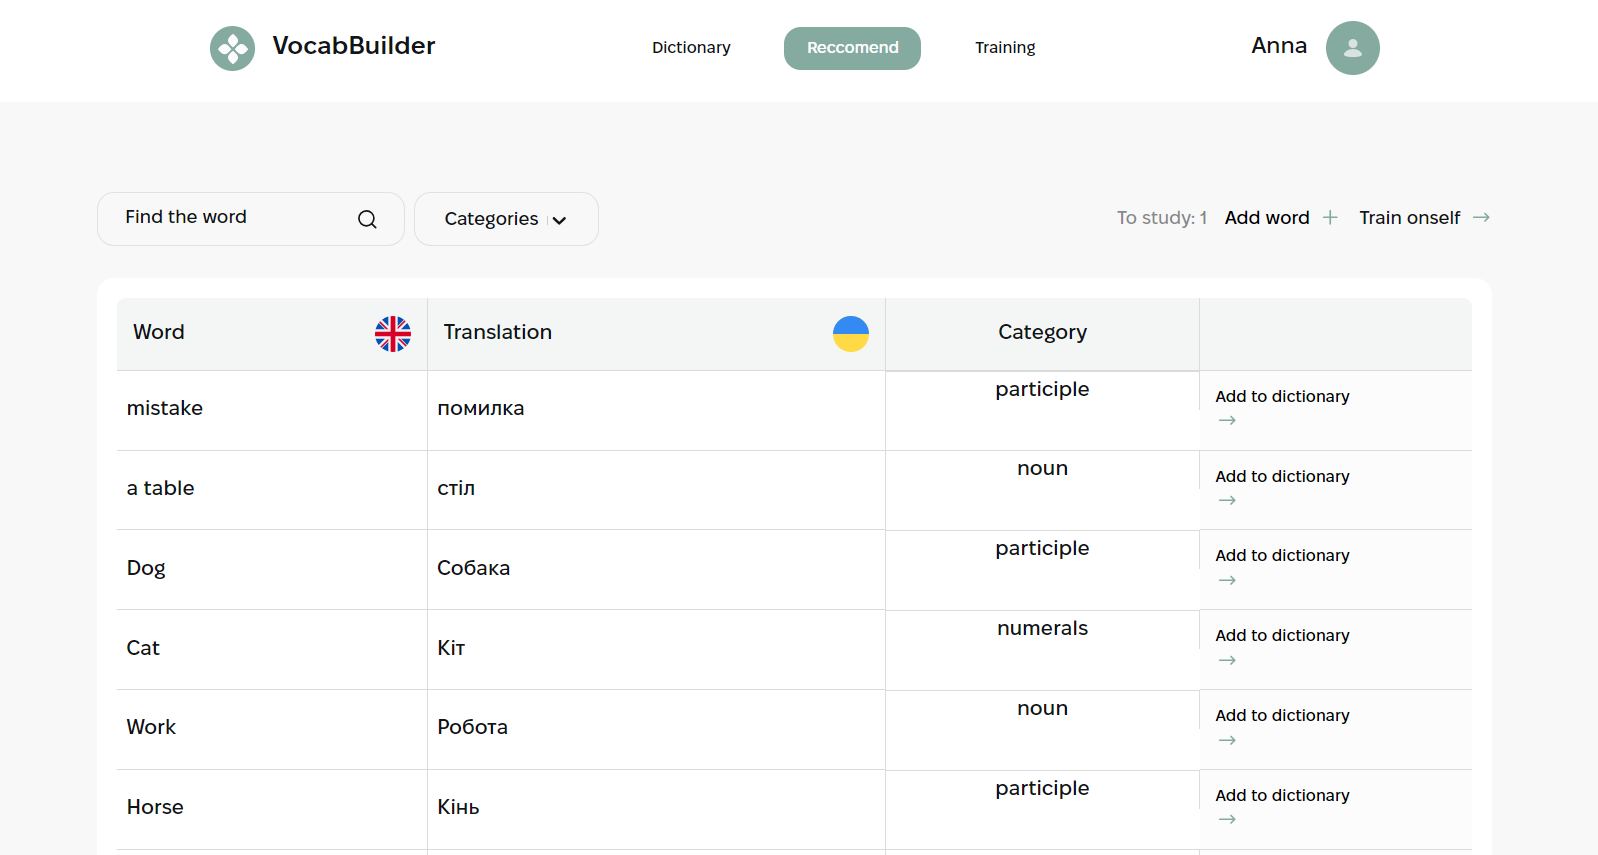 VocabBuilder
Dictionary
Reccomend
Training
Anna
Find the word
Categories
To study: 1
Add word
Train onself
Word
Translation
Category
mistake
помилка
participle
Add to dictionary
a table
стіл
noun
Add to dictionary
Dog
Собака
participle
Add to dictionary
Cat
Кіт
numerals
Add to dictionary
Work
Робота
noun
Add to dictionary
Horse
Кінь
participle
Add to dictionary